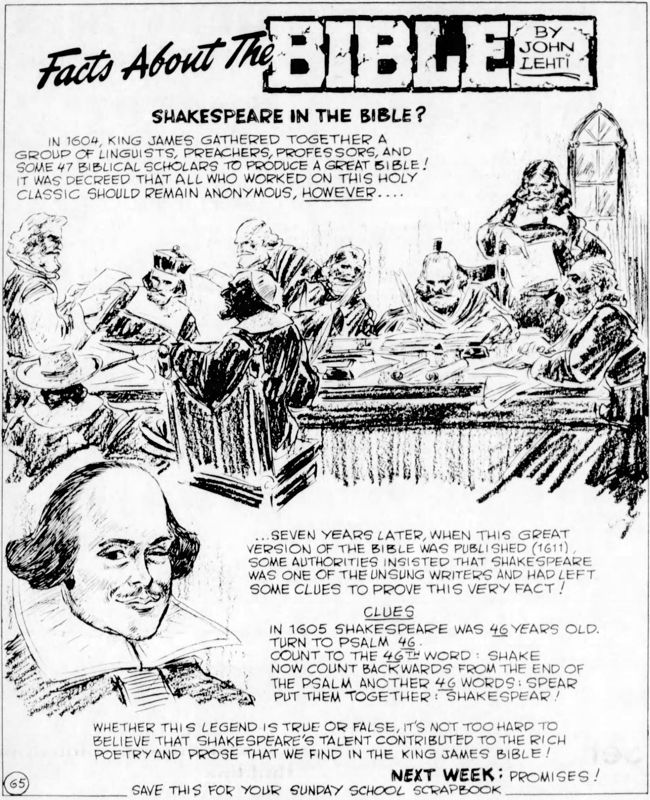 Facts About The BIBLE
BY
JOHN
LEHTI
SHAKESPEARE IN THE BIBLE?
IN 1604, KING JAMES GATHERED TOGETHER A
GROUP OF LINGUISTS, PREACHERS, PROFESSORS, AND
SOME 47 BIBLICAL SCHOLARS TO PRODUCE A GREAT BIBLE!
IT WAS DECREED THAT ALL WHO WORKED ON THIS HOLY
CLASSIC SHOULD REMAIN ANONYMOUS, HOWEVER....
...SEVEN YEARS LATER, WHEN THIS GREAT
VERSION OF THE BIBLE WAS PUBLISHED (1611),
SOME AUTHORITIES INSISTED THAT SHAKESPEARE
WAS ONE OF THE UNSUNG WRITERS AND HAD LEFT
SOME CLUES TO PROVE THIS VERY FACT!
CLUES
IN 1605 SHAKESPEARE WAS 46 YEARS OLD.
TURN TO PSALM 46.
COUNT TO THE 46TH WORD: SHAKE
NOW COUNT BACKWARDS FROM THE END OF
THE PSALM ANOTHER 46 WORDS: SPEAR
PUT THEM TOGETHER: SHAKESPEAR!
WHETHER THIS LEGEND IS TRUE OR FALSE, IT'S NOT TOO HARD TO
BELIEVE THAT SHAKESPEARE'S TALENT CONTRIBUTED TO THE RICH
POETRY AND PROSE THAT WE FIND IN THE KING JAMES BIBLE!
NEXT WEEK: PROMISES!
65
SAVE THIS FOR YOUR SUNDAY SCHOOL SCRAPBOOK